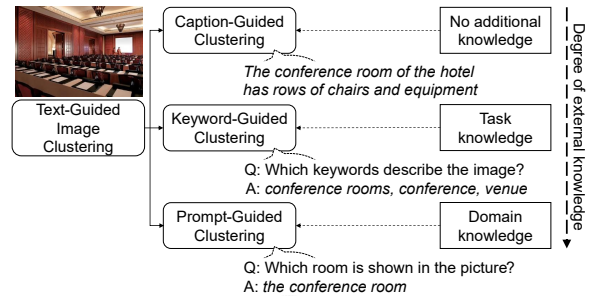 Caption-Guided
Clustering
No additional
knowledge
The conference room of the hotel
has rows of chairs and equipment
Text-Guided
Image
Clustering
Keyword-Guided
Clustering
Task
knowledge
Q: Which keywords describe the image?
A: conference rooms, conference, venue
Prompt-Guided
Clustering
Domain
knowledge
Q: Which room is shown in the picture?
A: the conference room
Degree of external knowledge